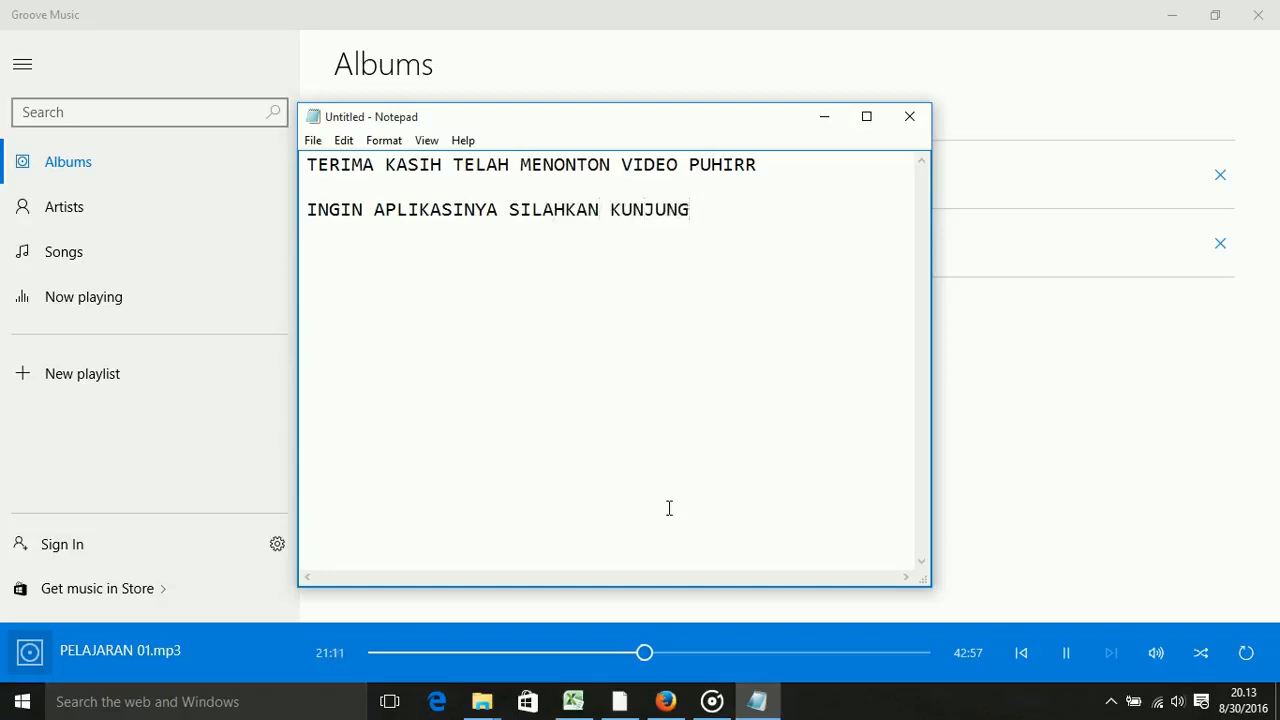 Groove Music
Albums
Search
Untitled - Notepad
File Edit Format View Help
TERIMA KASIH TELAH MENONTON VIDEO PUHIRR
INGIN APLIKASINYA SILAHKAN KUNJUNG
Albums
Artists
Songs
Now playing
New playlist
Sign In
Get music in Store
PELAJARAN 01.mp3
21:11
42:57
Search the web and Windows
20.13
8/30/2016